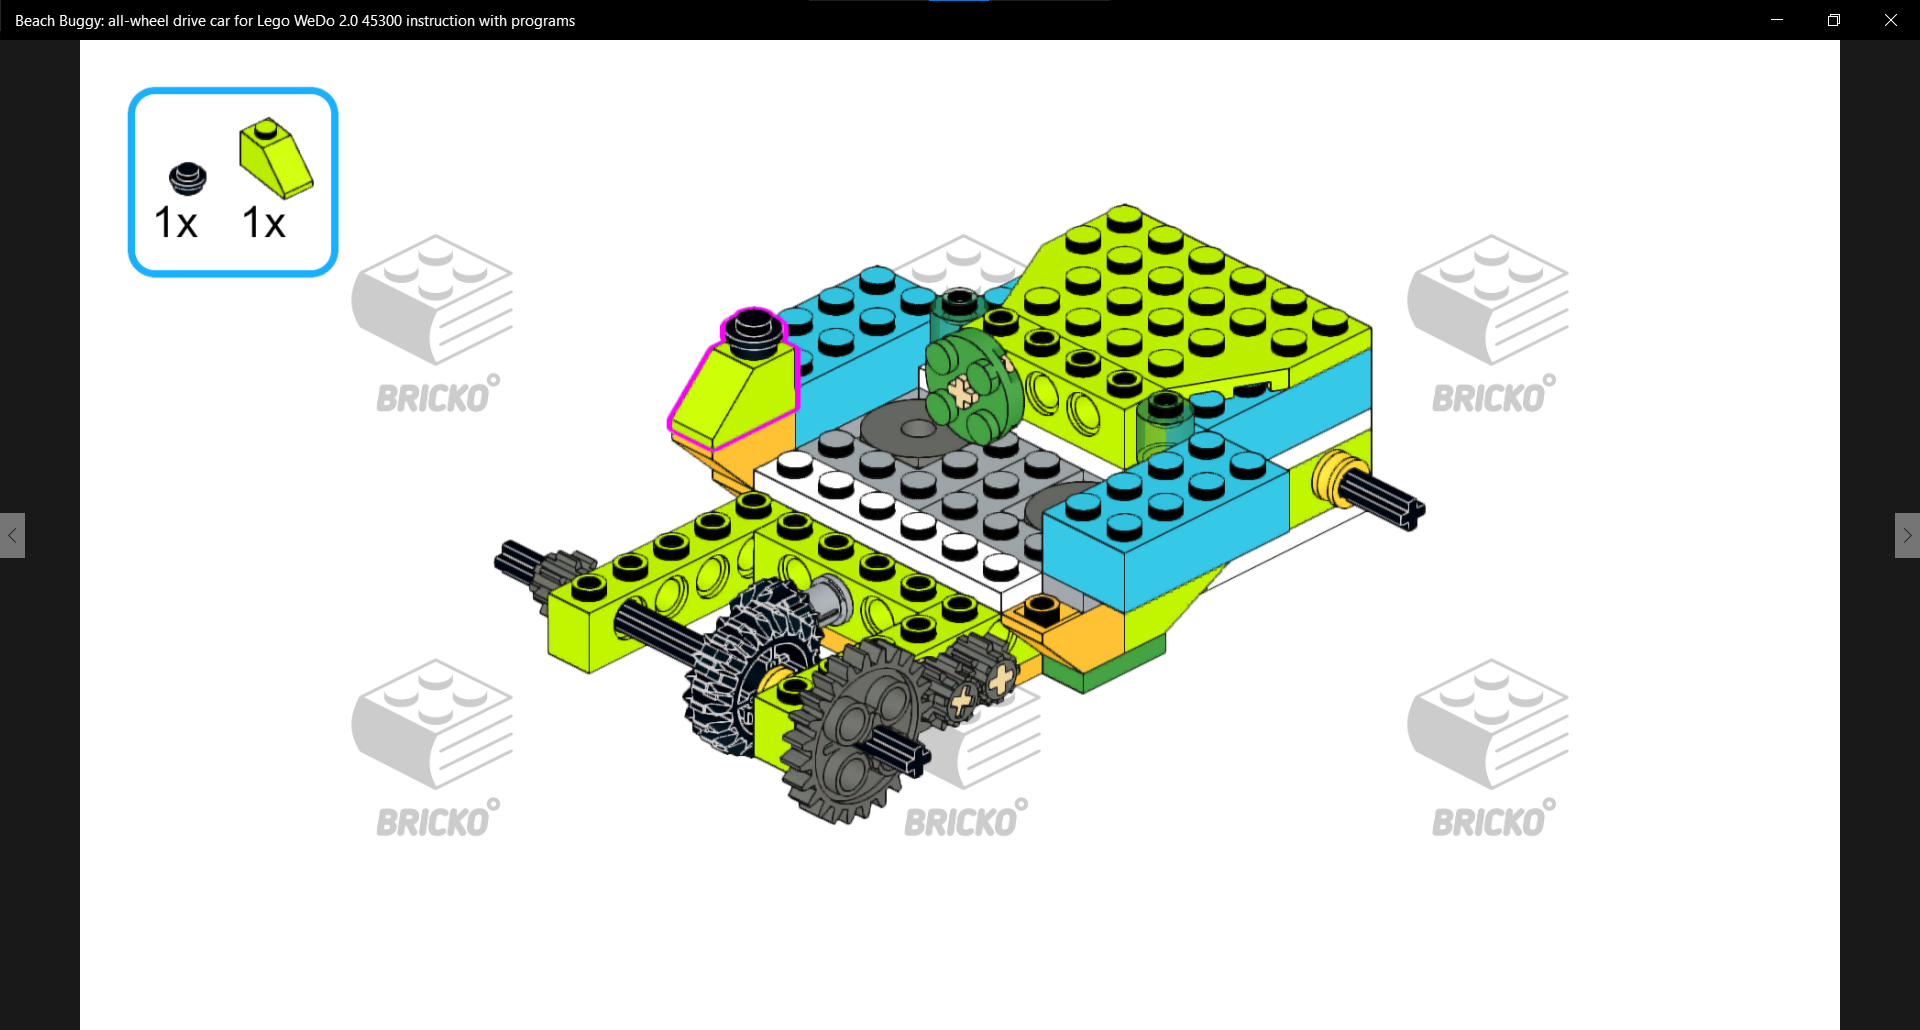 Beach Buggy: all-wheel drive car for Lego WeDo 2.0 45300 instruction with programs
1x 1x
BRICKO
BRICKO
BRICKO
BRICKO
BRICKO